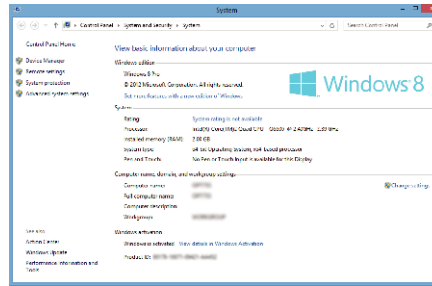 System
Control Panel ▸ System and Security ▸ System
Search Control Panel
Control Panel Home
Device Manager
Remote settings
System protection
Advanced system settings
View basic information about your computer
Windows edition
Windows 8 Pro
© 2012 Microsoft Corporation. All rights reserved.
Get more features with a new edition of Windows
Windows 8
System
Rating: System rating is not available
Processor: Intel(R) Core(TM)2 Quad CPU
Installed memory (RAM): 2.00 GB
System type: 64-bit Operating System, x64-based processor
Pen and Touch: No Pen or Touch Input is available for this Display
Computer name, domain, and workgroup settings
Computer name:
Change settings
Full computer name:
Computer description:
Workgroup:
Windows activation
Windows is activated View details in Windows Activation
Product ID:
See also
Action Center
Windows Update
Performance Information and
Tools